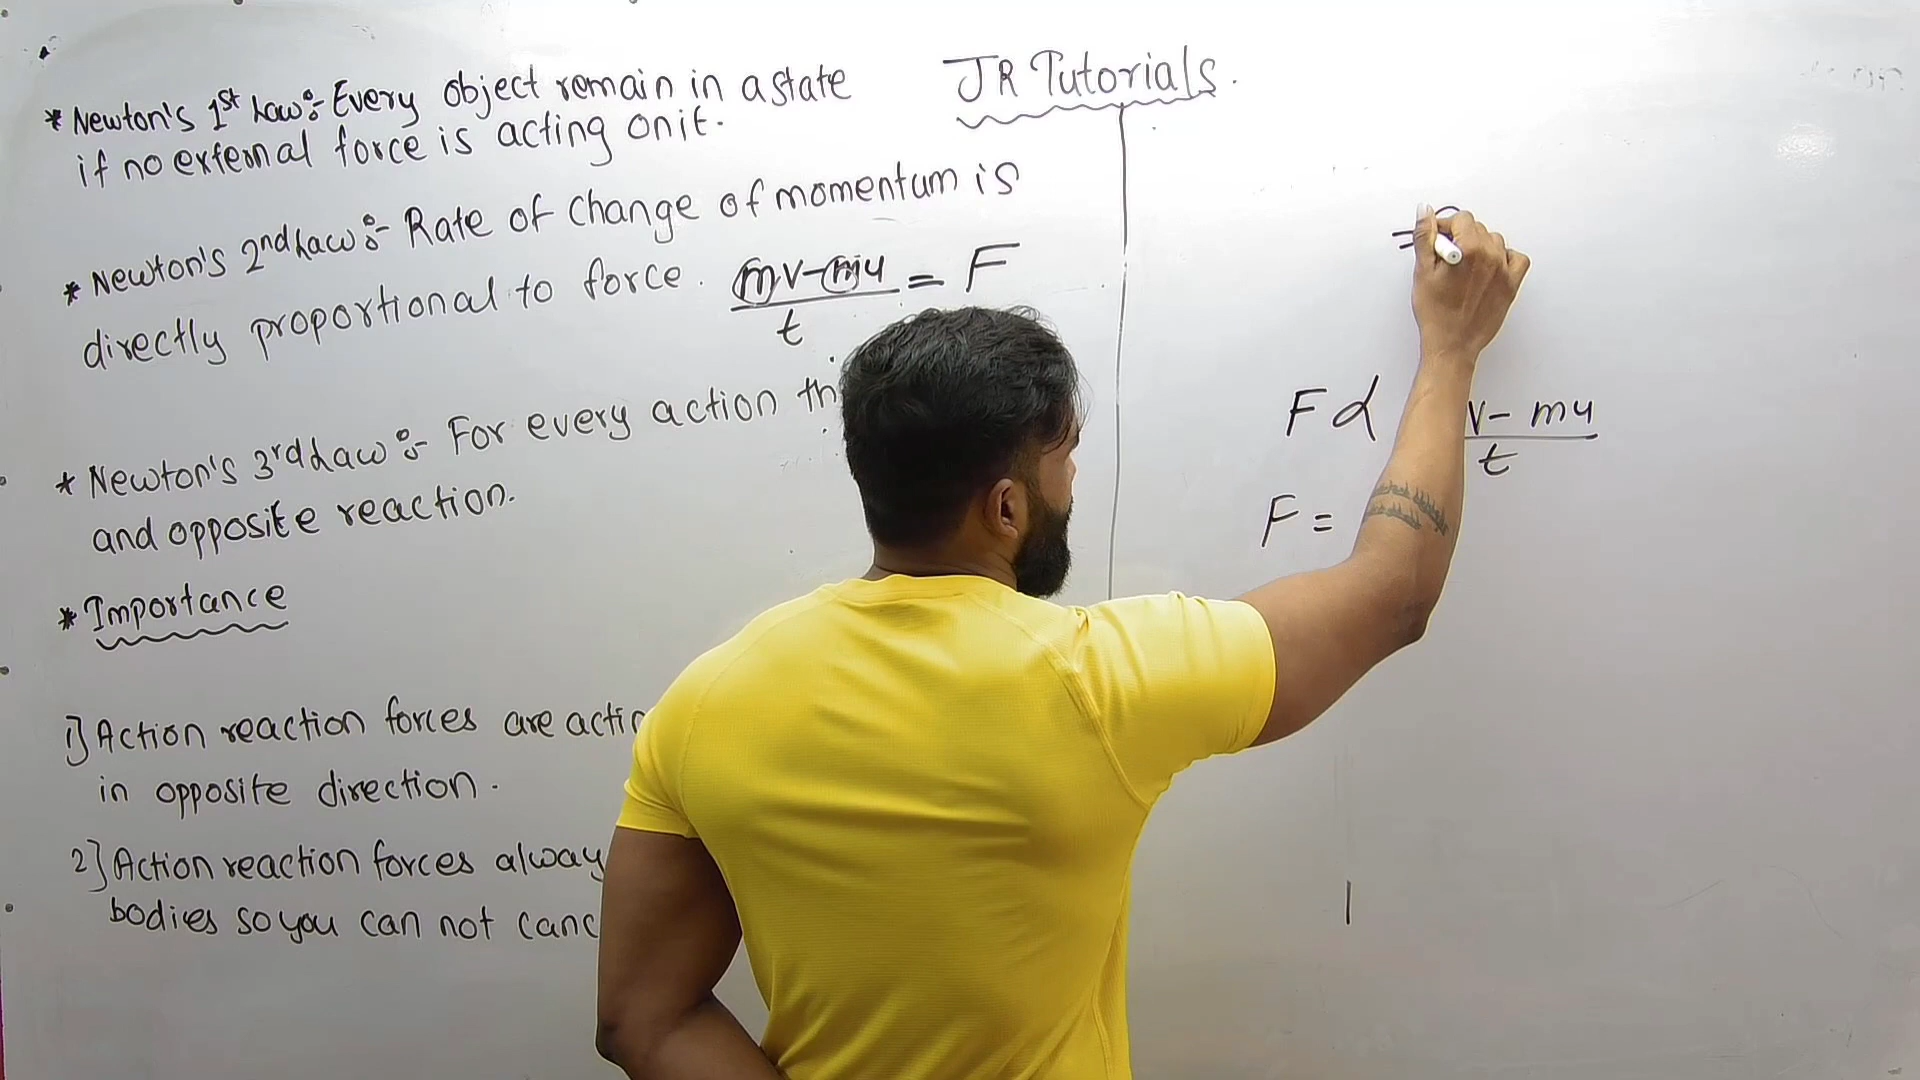 JR Tutorials.
* Newton's 1st Law:- Every object remain in a state
if no external force is acting on it.
* Newton's 2nd Law:- Rate of change of momentum is
directly proportional to force. mv-mu = F
t
* Newton's 3rd Law:- For every action th
and opposite reaction.
* Importance
1] Action reaction forces are actin
in opposite direction.
2] Action reaction forces alway
bodies so you can not canc
=
F ∝ v - mu
t
F =